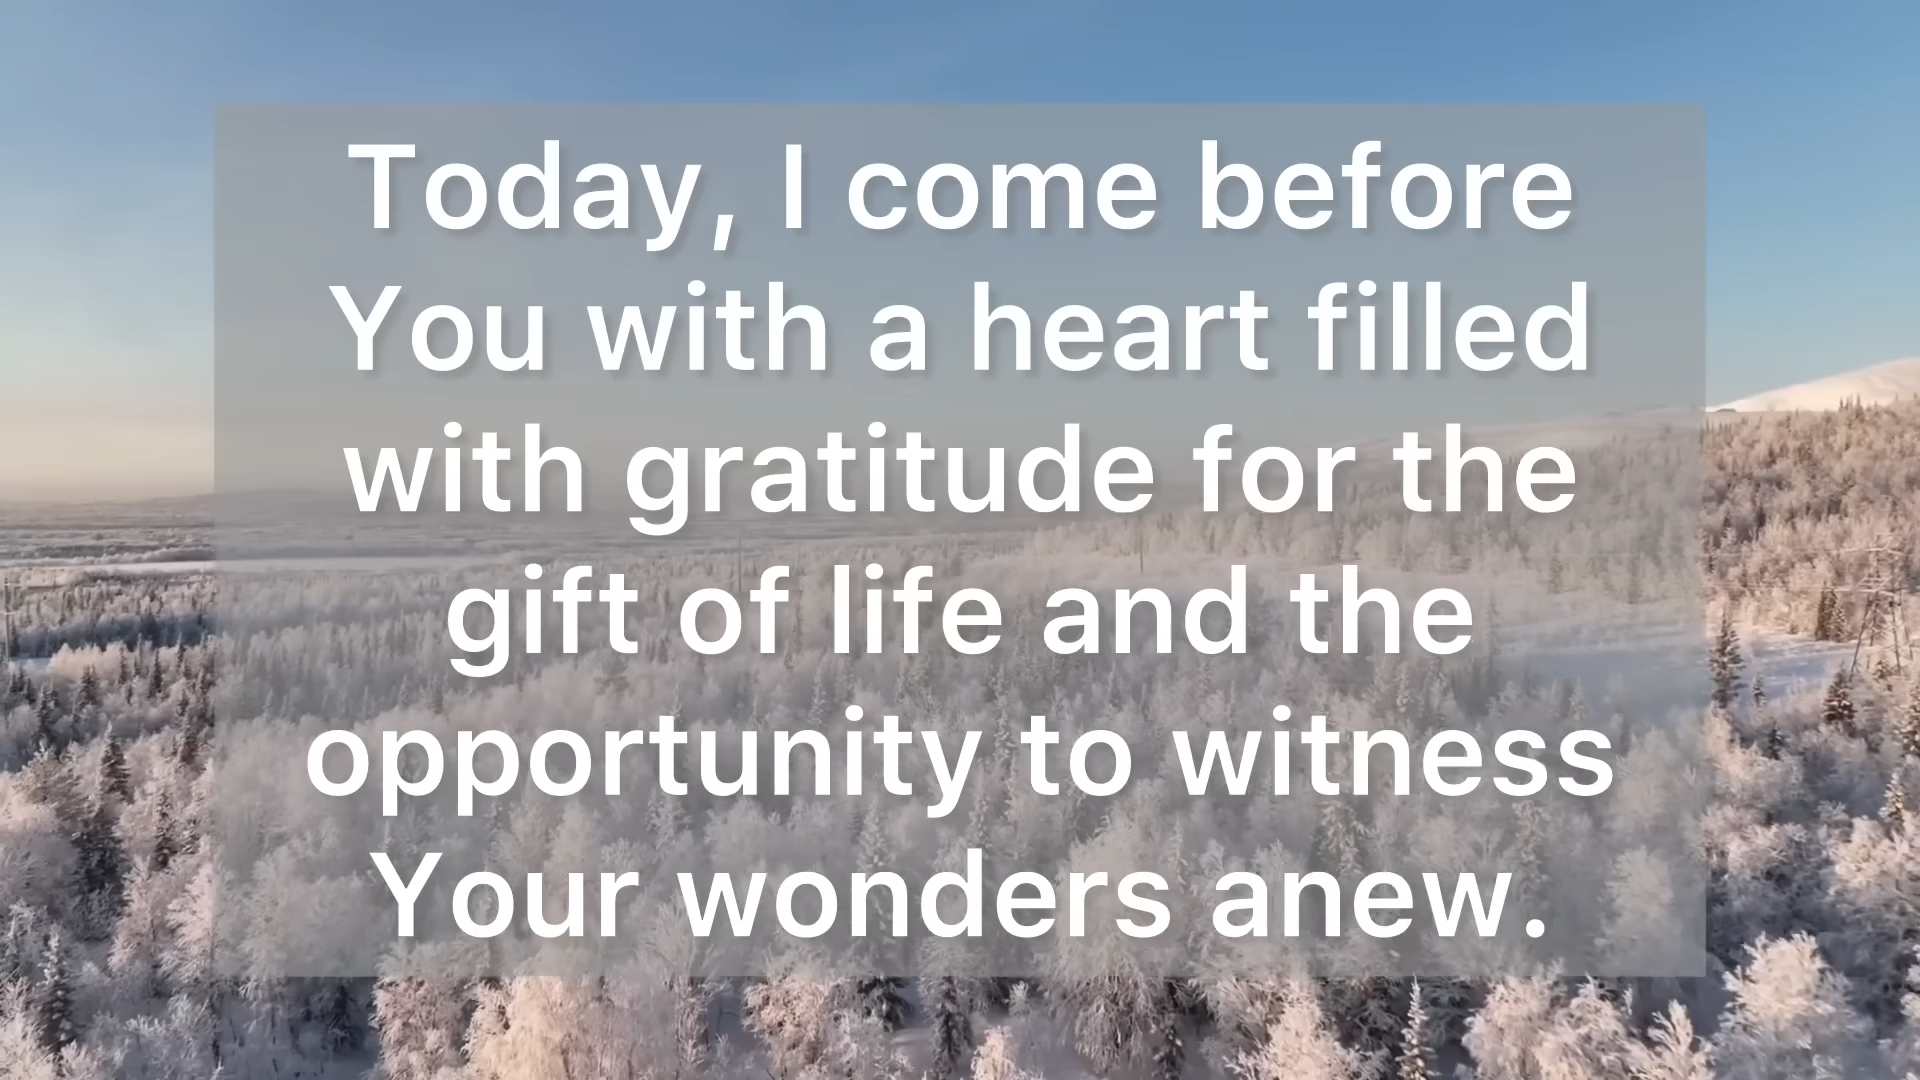 Today, I come before
You with a heart filled
with gratitude for the
gift of life and the
opportunity to witness
Your wonders anew.